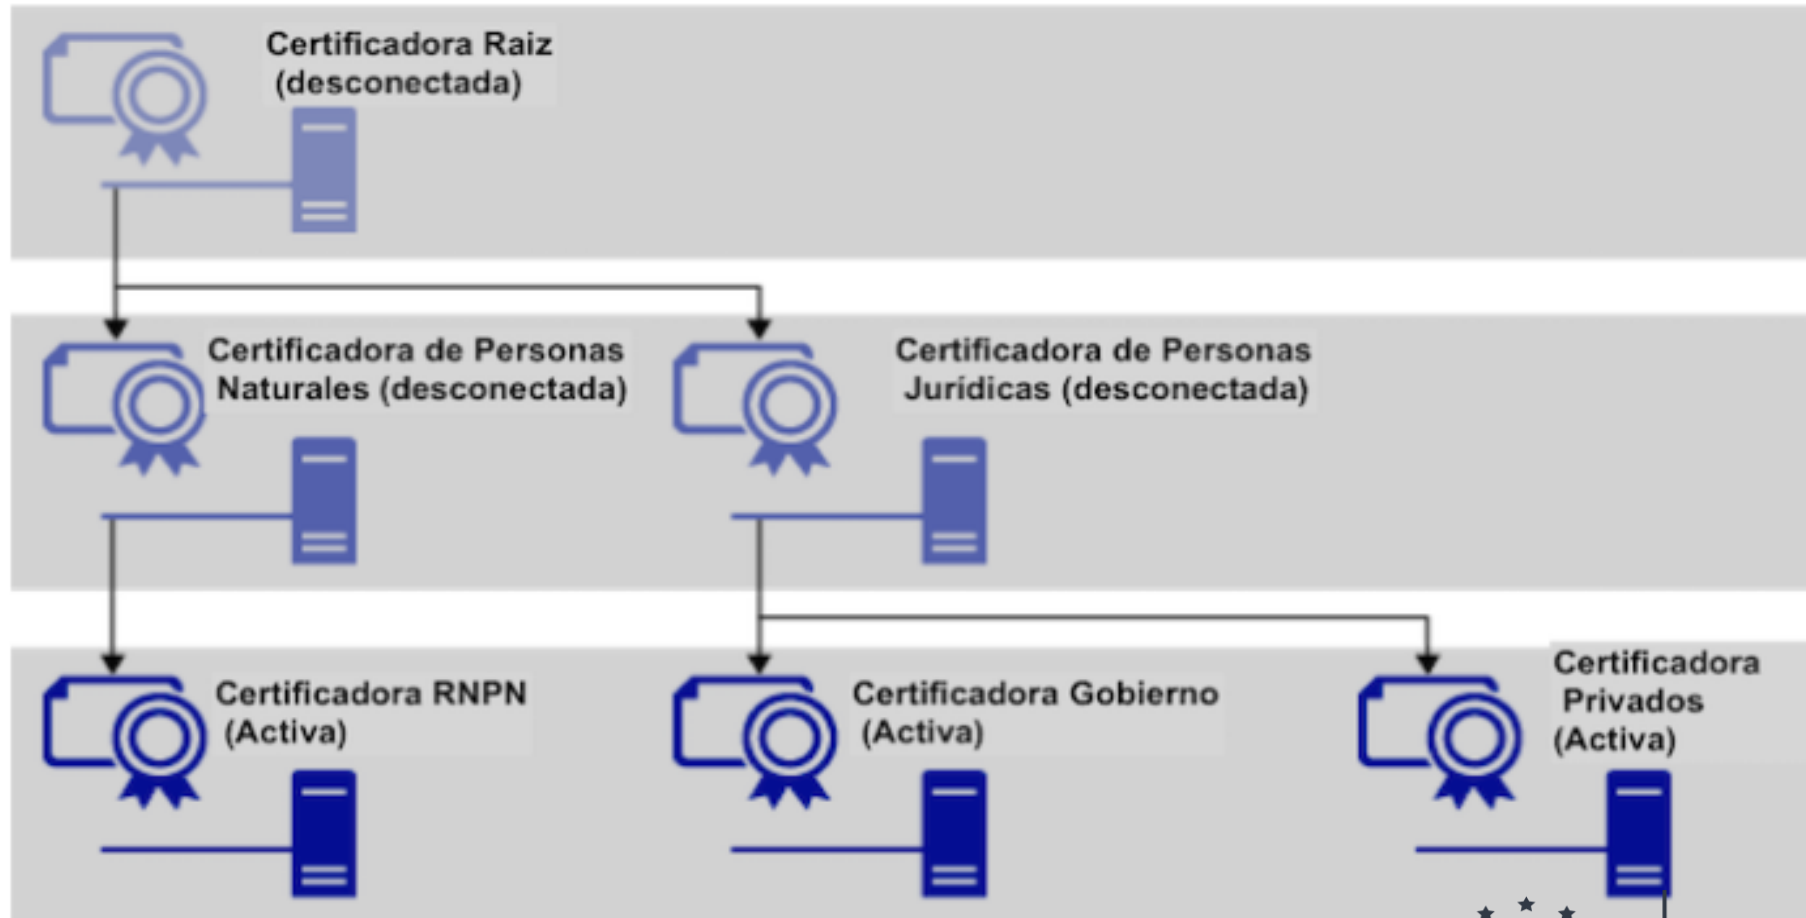 Certificadora Raiz
(desconectada)
Certificadora de Personas
Naturales (desconectada)
Certificadora de Personas
Jurídicas (desconectada)
Certificadora RNPN
(Activa)
Certificadora Gobierno
(Activa)
Certificadora
Privados
(Activa)